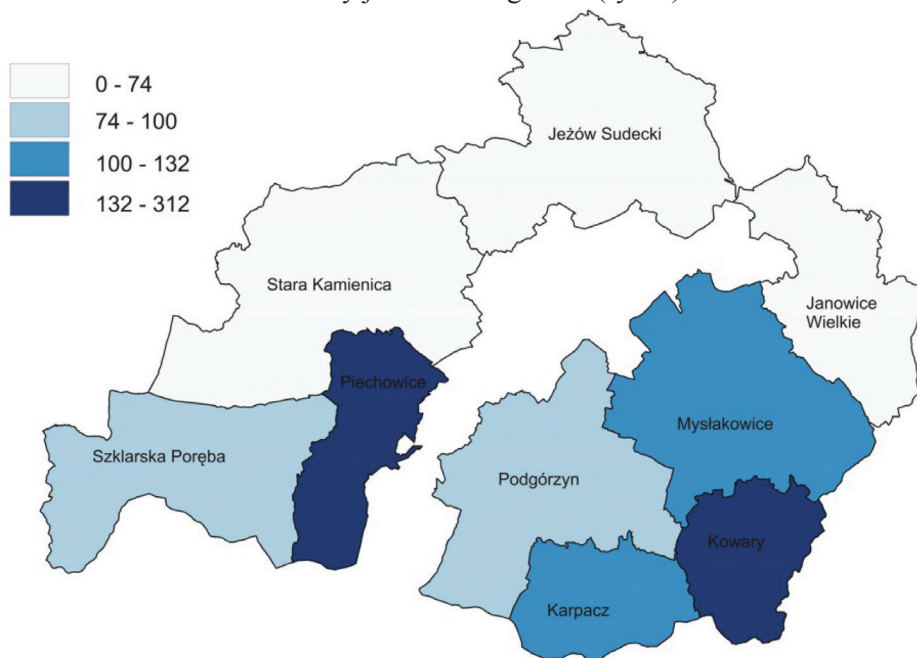 0 - 74
74 - 100
100 - 132
132 - 312
Jeżów Sudecki
Stara Kamienica
Janowice
Wielkie
Piechowice
Mysłakowice
Szklarska Poręba
Podgórzyn
Kowary
Karpacz